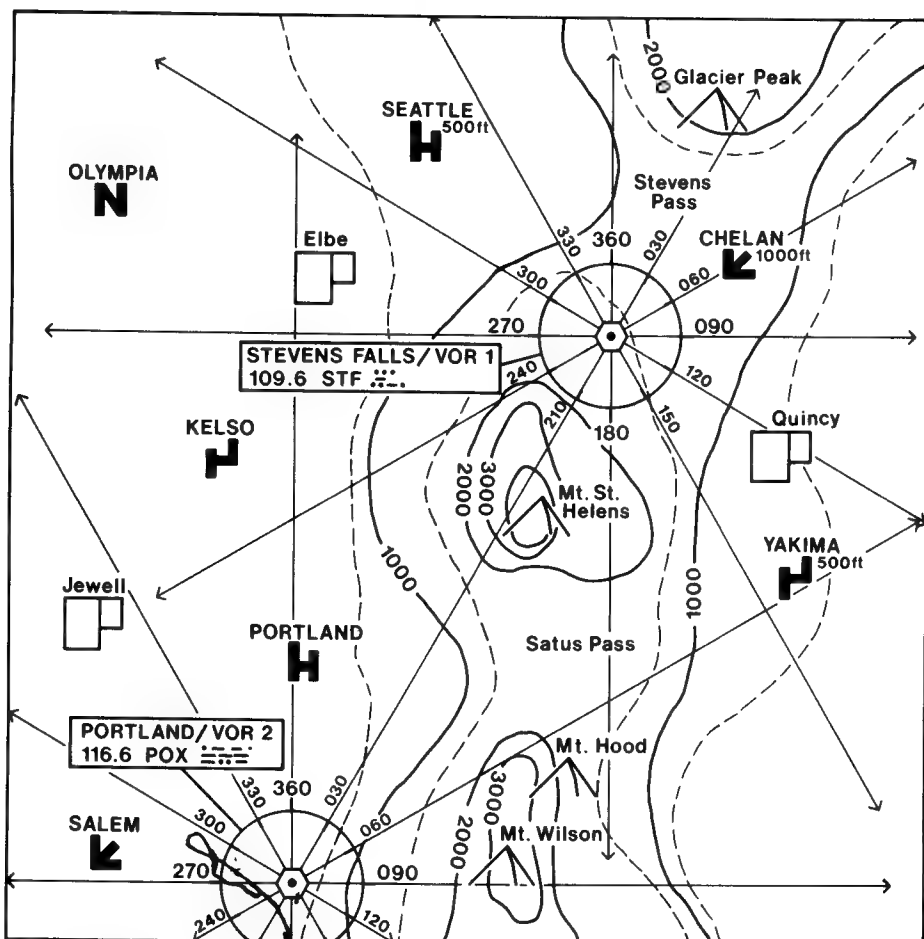 2000
Glacier Peak
SEATTLE
500ft
OLYMPIA
N
H
Stevens
Pass
330
360
030
CHELAN
1000ft
Elbe
300
060
270
090
STEVENS FALLS/VOR 1
109.6 STF
240
120
210
180
150
Quincy
KELSO
2000
3000
Mt. St.
Helens
1000
1000
YAKIMA
500ft
Jewell
PORTLAND
H
Satus Pass
PORTLAND/VOR 2
116.6 POX
Mt. Hood
330
360
030
300
060
3000
2000
Mt. Wilson
SALEM
270
090
240
120